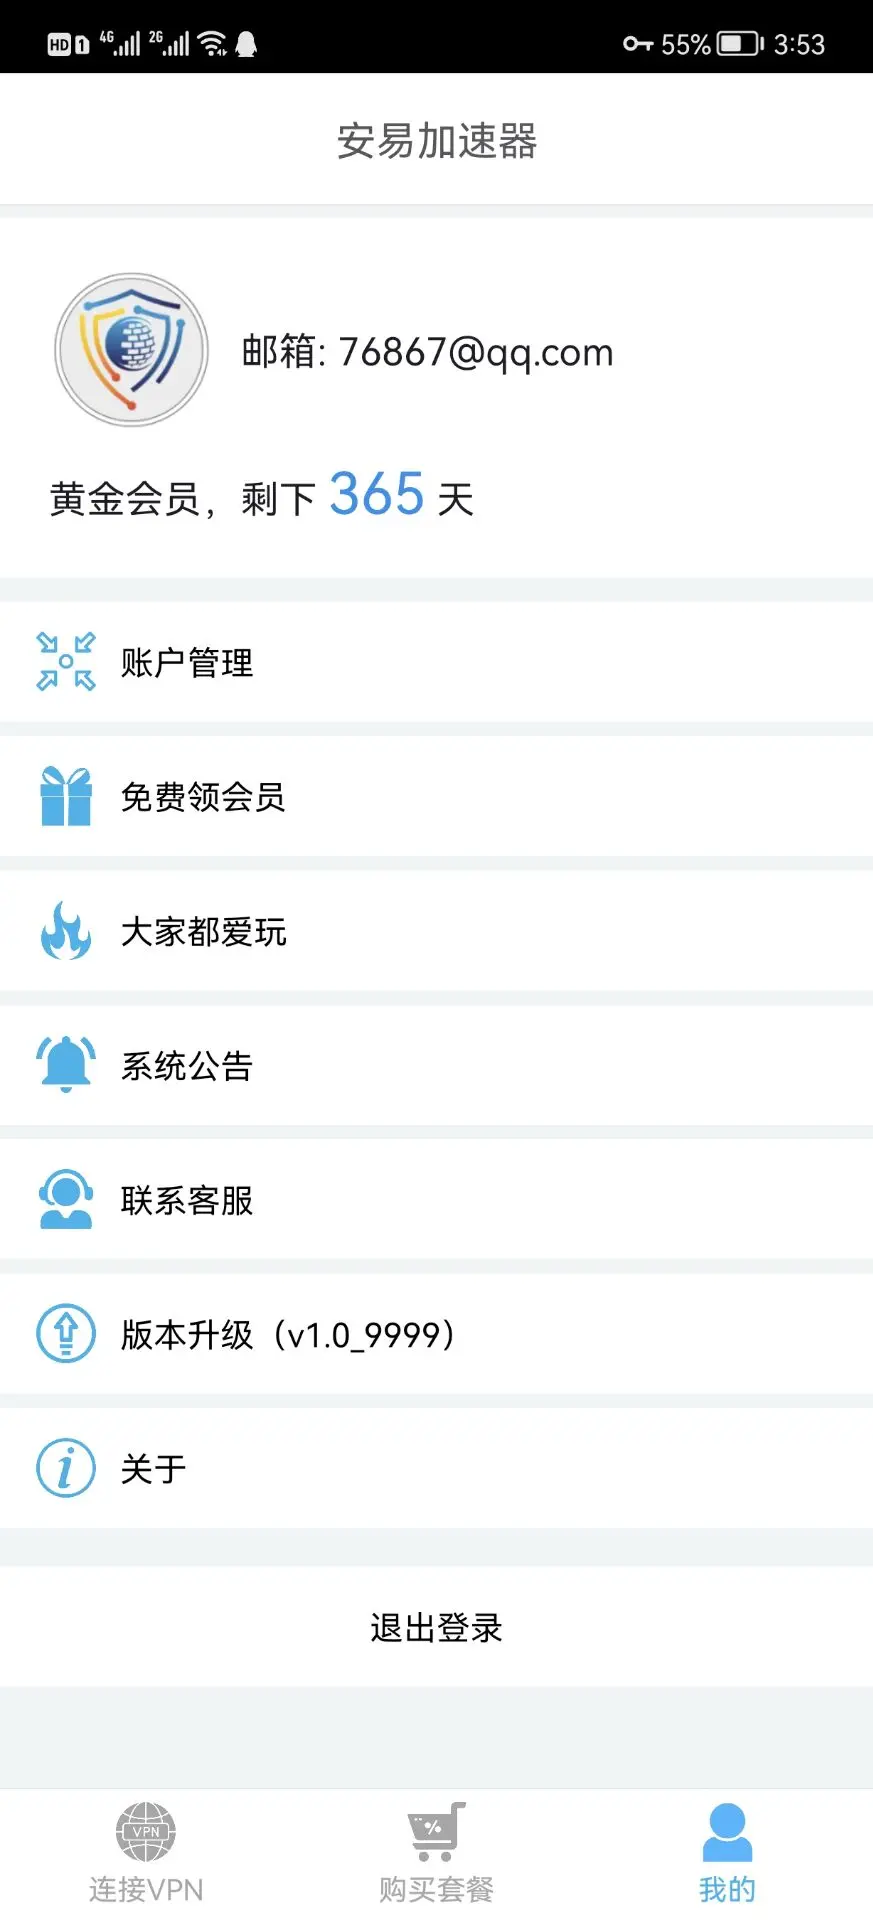 HD 1 4G 2G 55% 3:53
安易加速器
邮箱: 76867@qq.com
黄金会员，剩下 365 天
账户管理
免费领会员
大家都爱玩
系统公告
联系客服
版本升级（v1.0_9999）
i 关于
退出登录
VPN %
连接VPN 购买套餐 我的